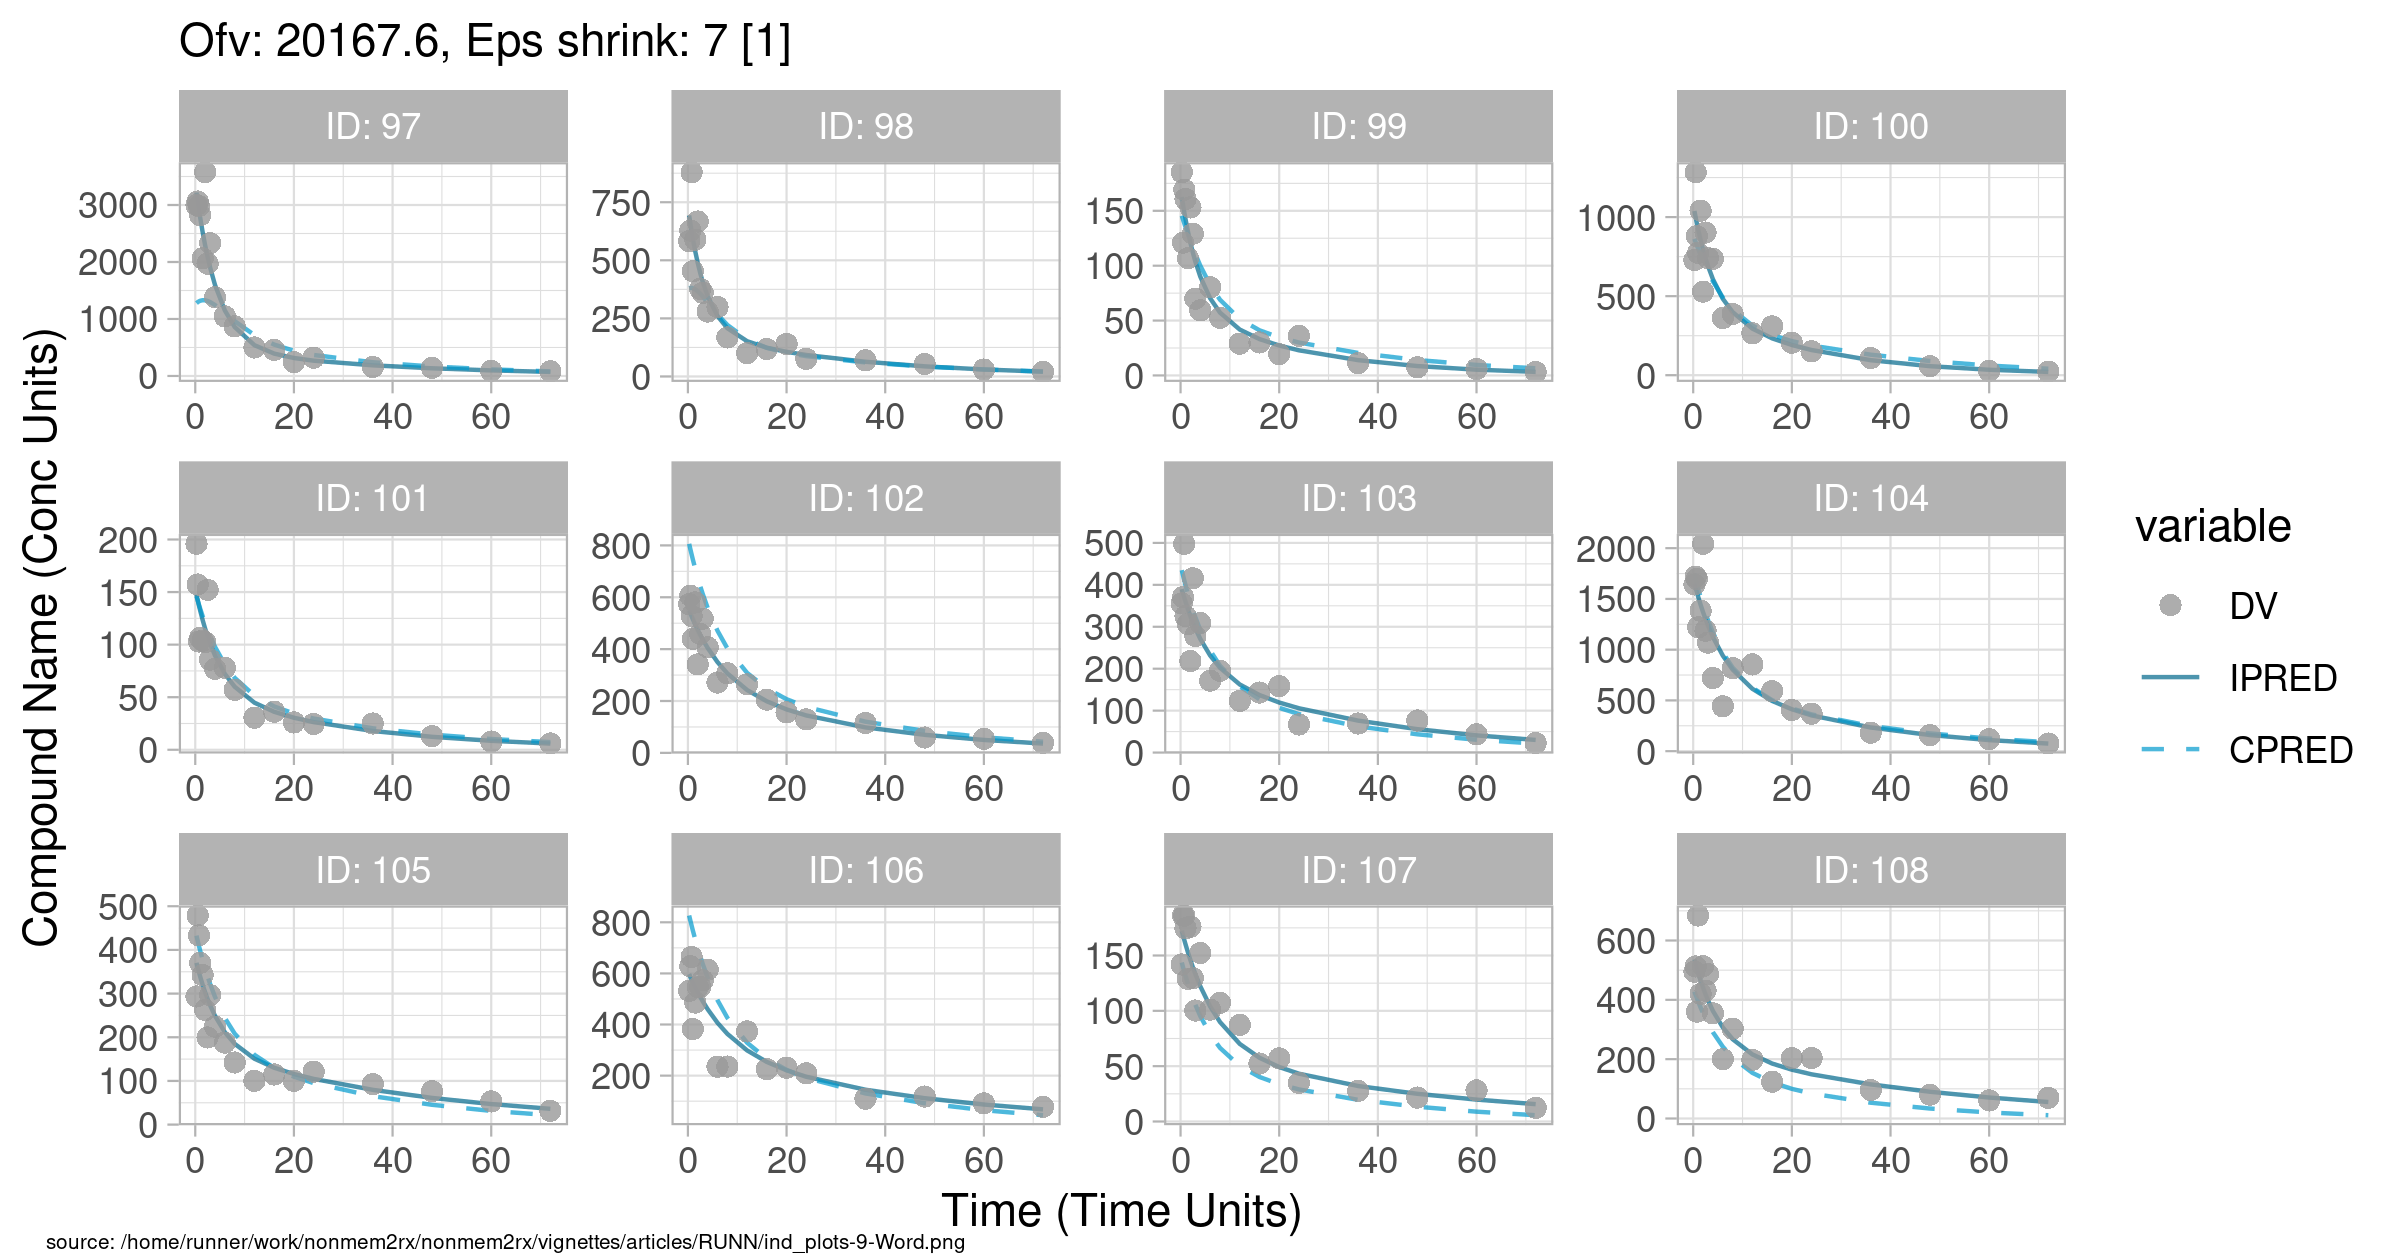 Ofv: 20167.6, Eps shrink: 7 [1]
ID: 97
ID: 98
ID: 99
ID: 100
3000
2000
1000
0
750
500
250
0
150
100
50
0
1000
500
0
0 20 40 60
0 20 40 60
0 20 40 60
0 20 40 60
ID: 101
ID: 102
ID: 103
ID: 104
200
150
100
50
0
800
600
400
200
0
500
400
300
200
100
0
2000
1500
1000
500
0
0 20 40 60
0 20 40 60
0 20 40 60
0 20 40 60
ID: 105
ID: 106
ID: 107
ID: 108
500
400
300
200
100
0
800
600
400
200
150
100
50
0
600
400
200
0
0 20 40 60
0 20 40 60
0 20 40 60
0 20 40 60
Compound Name (Conc Units)
Time (Time Units)
variable
DV
IPRED
CPRED
source: /home/runner/work/nonmem2rx/nonmem2rx/vignettes/articles/RUNN/ind_plots-9-Word.png